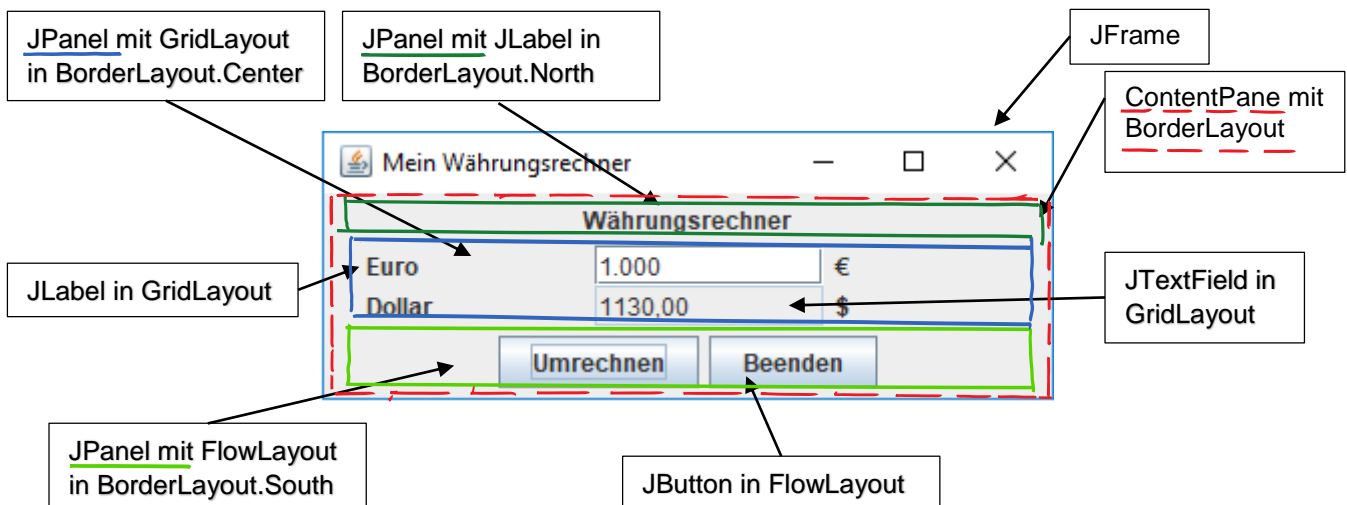 JPanel mit GridLayout
in BorderLayout.Center
JPanel mit JLabel in
BorderLayout.North
JFrame
ContentPane mit
BorderLayout
Mein Währungsrechner
Währungsrechner
Euro 1.000 €
Dollar 1130,00 $
JLabel in GridLayout
JTextField in
GridLayout
Umrechnen Beenden
JPanel mit FlowLayout
in BorderLayout.South
JButton in FlowLayout